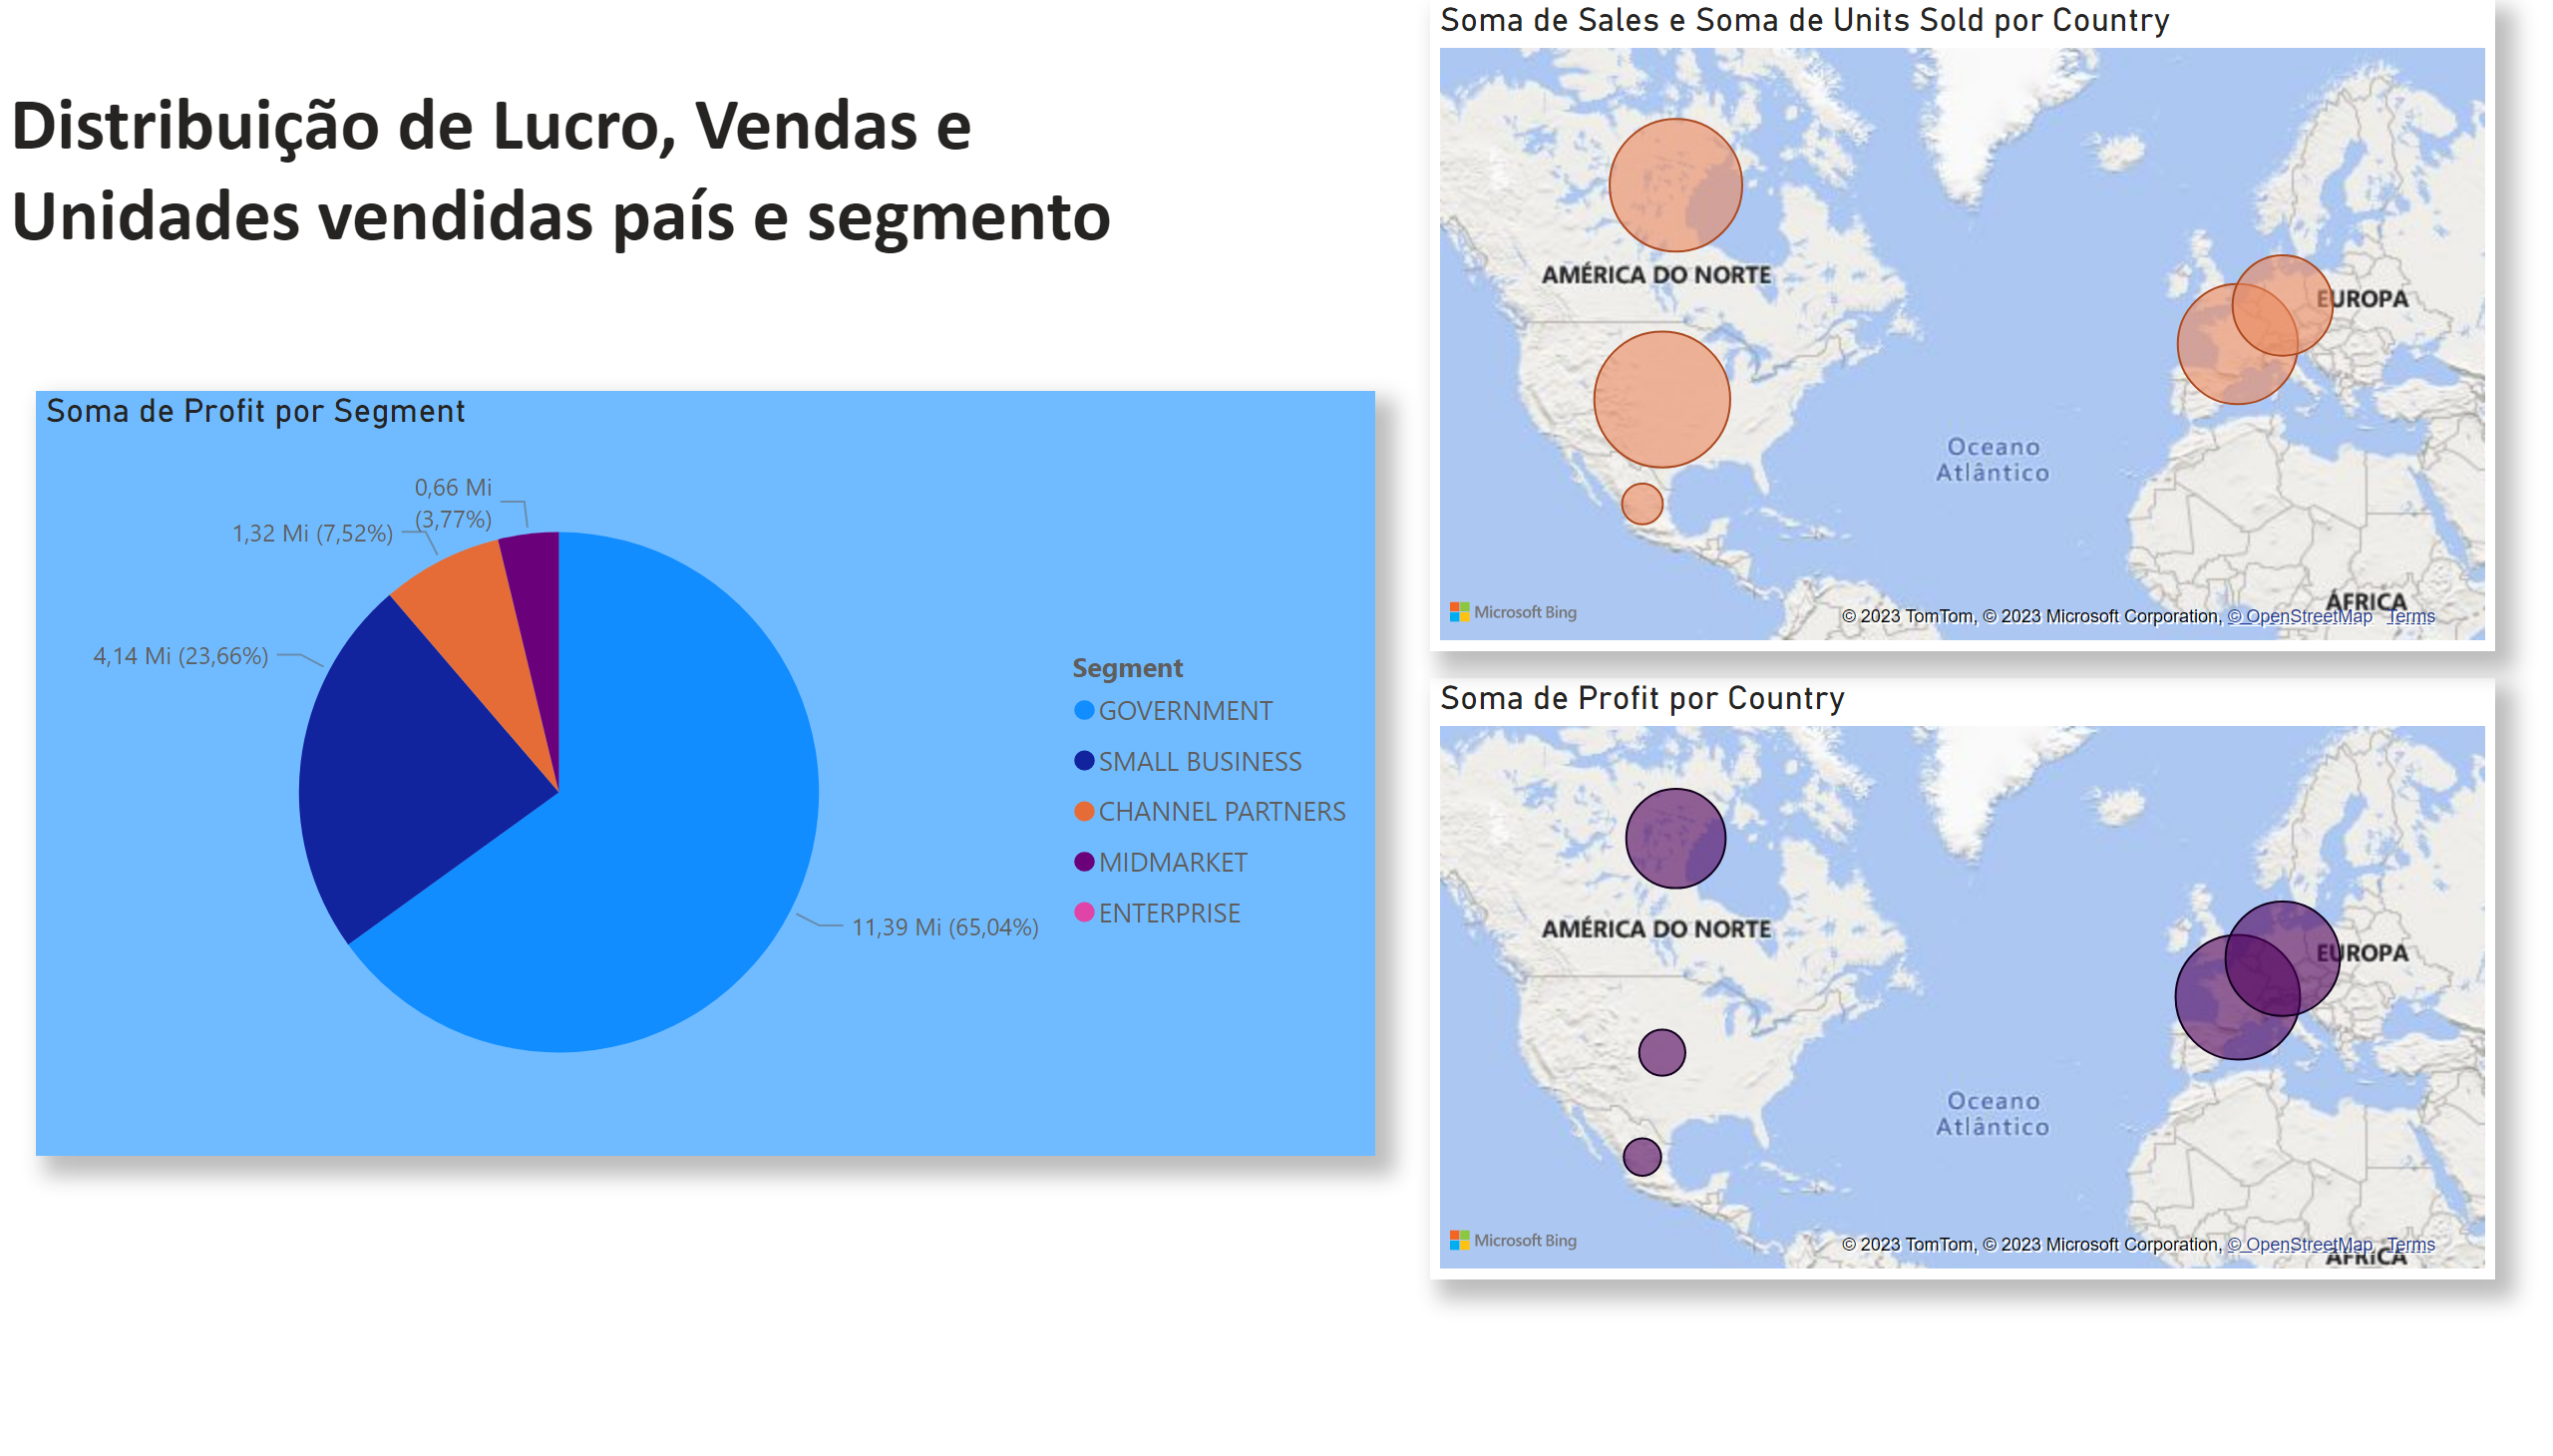 Distribuição de Lucro, Vendas e
Unidades vendidas país e segmento
Soma de Profit por Segment
0,66 Mi
(3,77%)
1,32 Mi (7,52%)
4,14 Mi (23,66%)
11,39 Mi (65,04%)
Segment
GOVERNMENT
SMALL BUSINESS
CHANNEL PARTNERS
MIDMARKET
ENTERPRISE
Soma de Sales e Soma de Units Sold por Country
AMÉRICA DO NORTE
EUROPA
Oceano
Atlântico
ÁFRICA
Microsoft Bing
© 2023 TomTom, © 2023 Microsoft Corporation, © OpenStreetMap Terms
Soma de Profit por Country
AMÉRICA DO NORTE
EUROPA
Oceano
Atlântico
Microsoft Bing
© 2023 TomTom, © 2023 Microsoft Corporation, © OpenStreetMap Terms
ÁFRICA